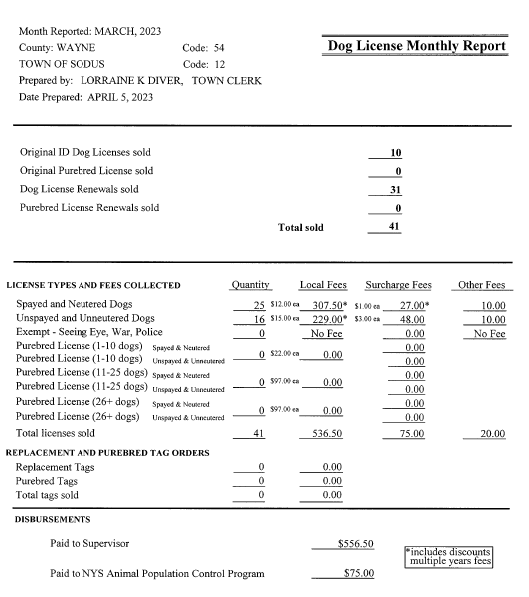 Month Reported: MARCH, 2023
County: WAYNE Code: 54
Dog License Monthly Report
TOWN OF SODUS Code: 12
Prepared by: LORRAINE K DIVER, TOWN CLERK
Date Prepared: APRIL 5, 2023
Original ID Dog Licenses sold 10
Original Purebred License sold 0
Dog License Renewals sold 31
Purebred License Renewals sold 0
Total sold 41
LICENSE TYPES AND FEES COLLECTED Quantity Local Fees Surcharge Fees Other Fees
Spayed and Neutered Dogs 25 $12.00 ea 307.50* $1.00 ea 27.00* 10.00
Unspayed and Unneutered Dogs 16 $15.00 ea 229.00* $3.00 ea 48.00 10.00
Exempt - Seeing Eye, War, Police 0 No Fee 0.00 No Fee
Purebred License (1-10 dogs) Spayed & Neutered 0.00
0 $22.00 ea 0.00
Purebred License (1-10 dogs) Unspayed & Unneutered 0.00
Purebred License (11-25 dogs) Spayed & Neutered 0.00
0 $97.00 ea 0.00
Purebred License (11-25 dogs) Unspayed & Unneutered 0.00
Purebred License (26+ dogs) Spayed & Neutered 0.00
0 $97.00 ea 0.00
Purebred License (26+ dogs) Unspayed & Unneutered 0.00
Total licenses sold 41 536.50 75.00 20.00
REPLACEMENT AND PUREBRED TAG ORDERS
Replacement Tags 0 0.00
Purebred Tags 0 0.00
Total tags sold 0 0.00
DISBURSEMENTS
Paid to Supervisor $556.50
*includes discounts
multiple years fees
Paid to NYS Animal Population Control Program $75.00